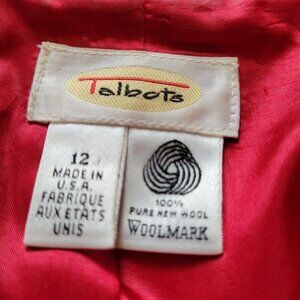 Talbots
12
MADE IN
U.S.A.
FABRIQUE
AUX ETATS
UNIS
100%
PURE NEW WOOL
WOOLMARK